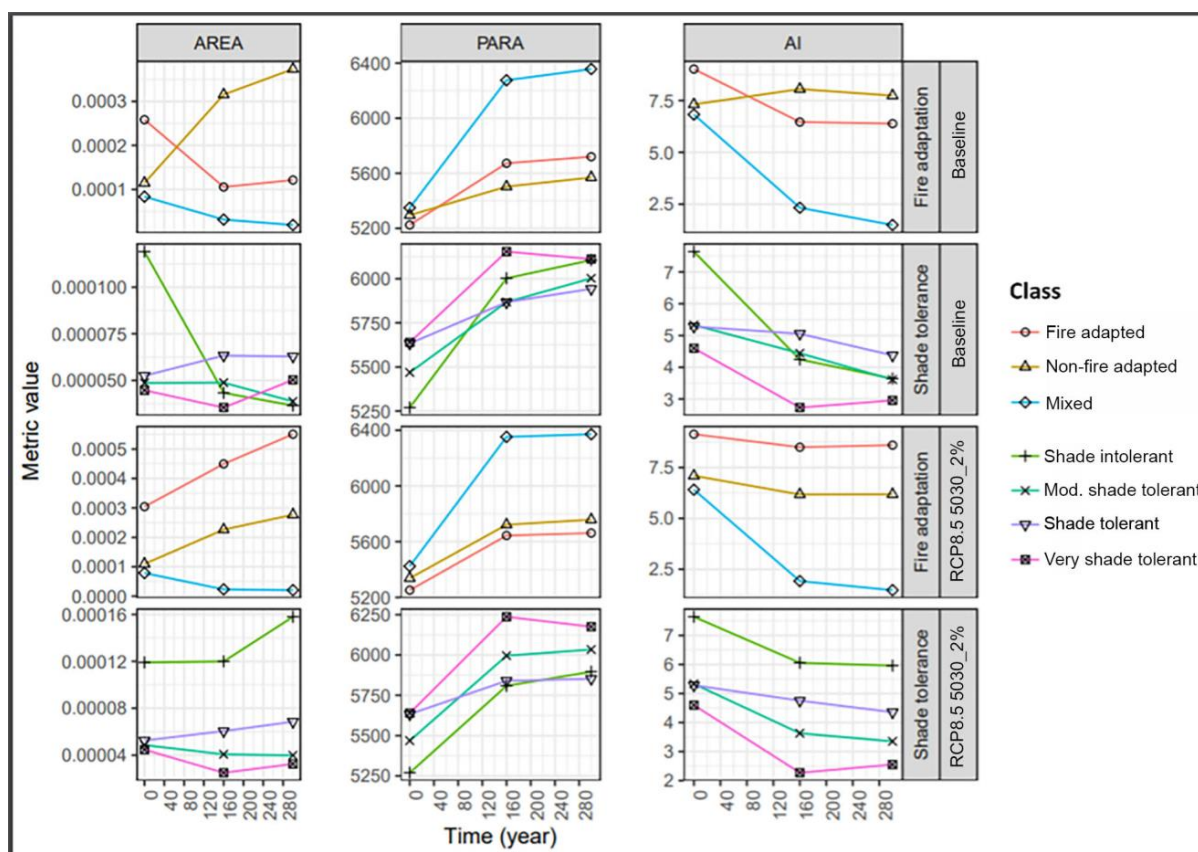 AREA
PARA
AI
0.0003
0.0002
0.0001
6400
6000
5600
5200
7.5
5.0
2.5
Fire adaptation
Baseline
0.000100
0.000075
0.000050
6000
5750
5500
5250
7
6
5
4
3
Shade tolerance
Baseline
0.0005
0.0004
0.0003
0.0002
0.0001
0.0000
6400
6000
5600
5200
7.5
5.0
2.5
Fire adaptation
RCP8.5 5030_2%
0.00016
0.00012
0.00008
0.00004
6250
6000
5750
5500
5250
7
6
5
4
3
2
Shade tolerance
RCP8.5 5030_2%
0 40 80 120 160 200 240 280
0 40 80 120 160 200 240 280
0 40 80 120 160 200 240 280
Metric value
Time (year)
Class
Fire adapted
Non-fire adapted
Mixed
Shade intolerant
Mod. shade tolerant
Shade tolerant
Very shade tolerant